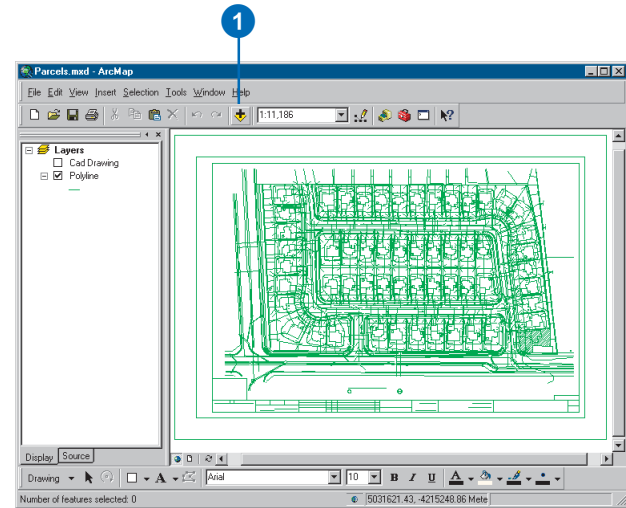 1
Parcels.mxd - ArcMap
File Edit View Insert Selection Tools Window Help
1:11,186
Layers
Cad Drawing
Polyline
Display Source
Drawing A Arial 10 B I U A
Number of features selected: 0 5031621.43, -4215248.86 Mete